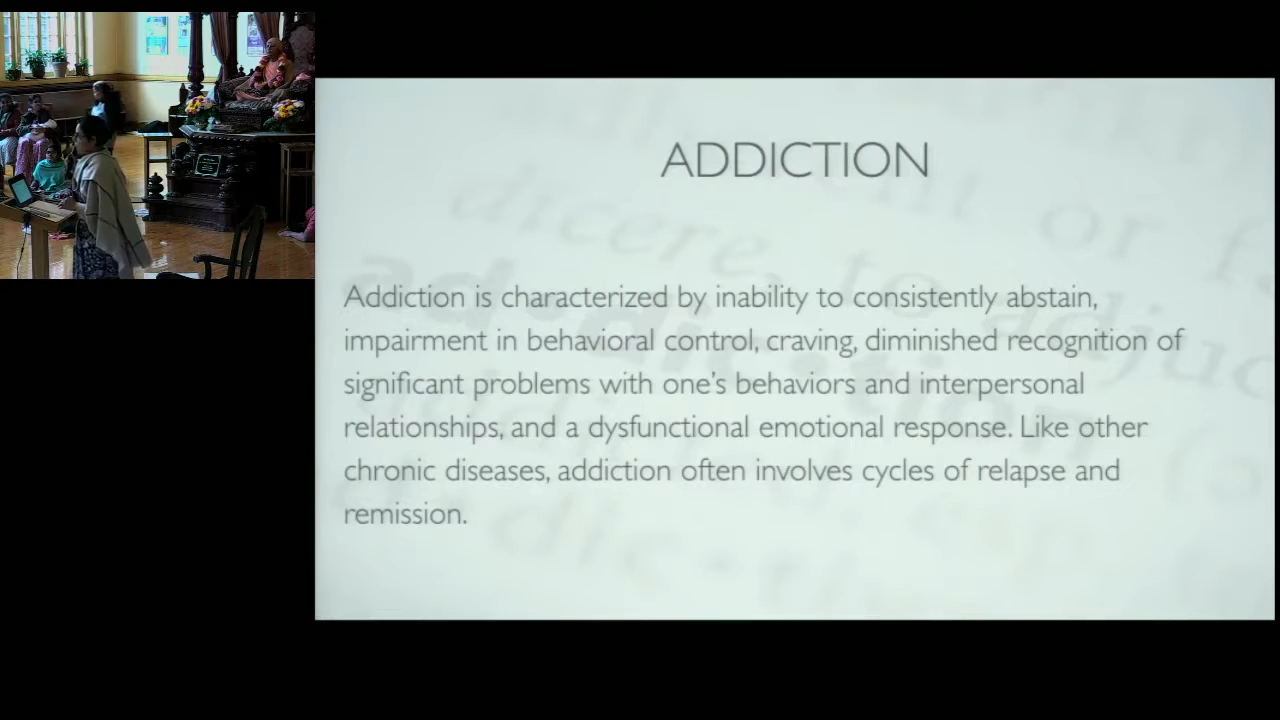 ADDICTION
Addiction is characterized by inability to consistently abstain,
impairment in behavioral control, craving, diminished recognition of
significant problems with one's behaviors and interpersonal
relationships, and a dysfunctional emotional response. Like other
chronic diseases, addiction often involves cycles of relapse and
remission.